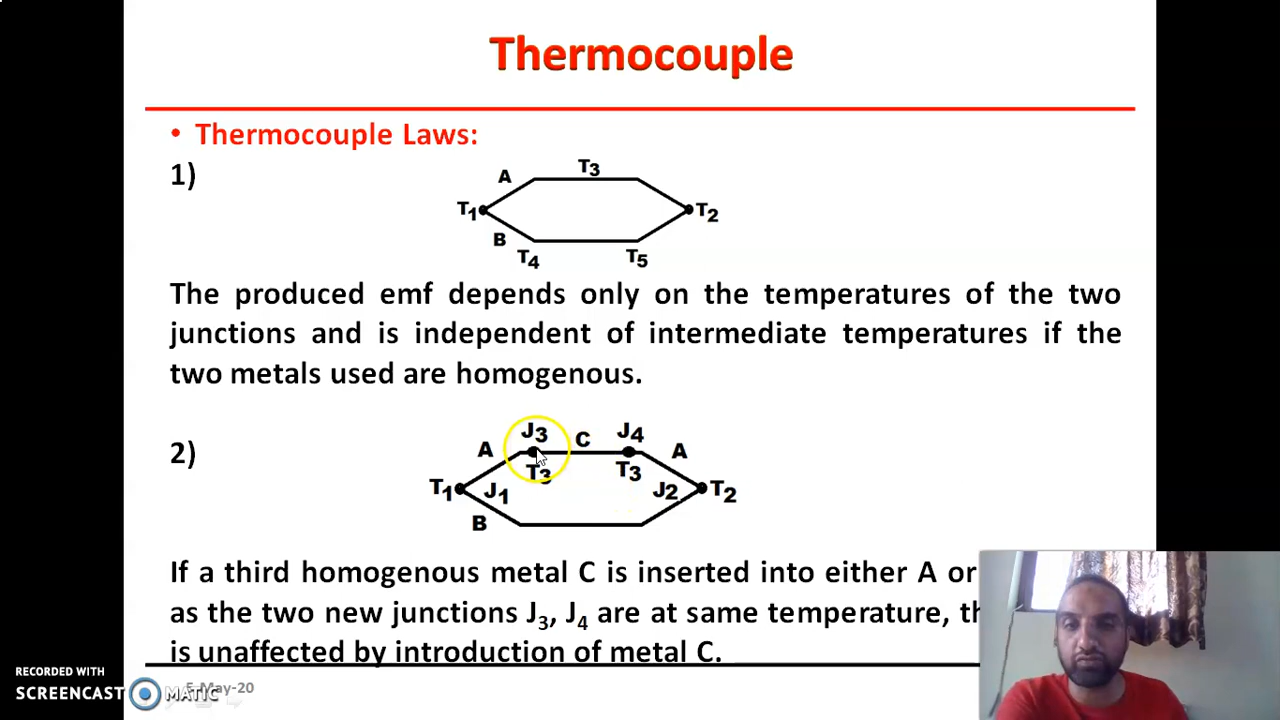 Thermocouple
• Thermocouple Laws:
1)
A T3
T1 T2
B
T4 T5
The produced emf depends only on the temperatures of the two
junctions and is independent of intermediate temperatures if the
two metals used are homogenous.
2)
J3 C J4
A A
T3 T3
T1 J1 J2 T2
B
If a third homogenous metal C is inserted into either A or
as the two new junctions J3, J4 are at same temperature,
is unaffected by introduction of metal C.
RECORDED WITH
SCREENCAST MATIC
5-May-20